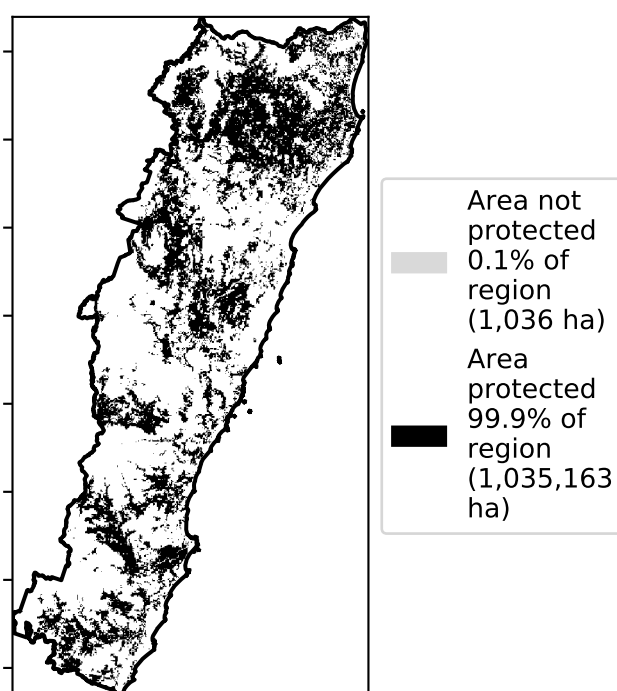 Area not
protected
0.1% of
region
(1,036 ha)
Area
protected
99.9% of
region
(1,035,163
ha)